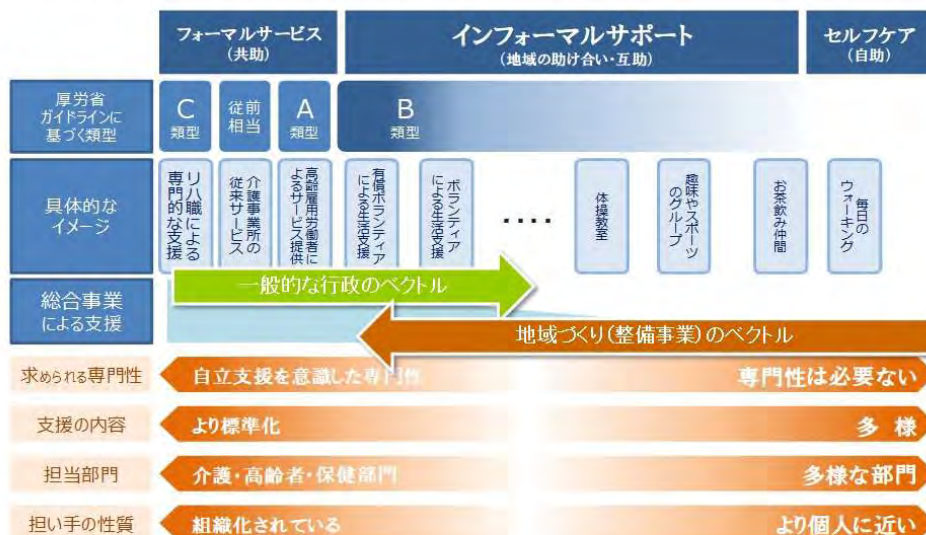 フォーマルサービス
(共助)
インフォーマルサポート
(地域の助け合い・互助)
セルフケア
(自助)
厚労省
ガイドラインに
基づく類型
C
類型
従前
相当
A
類型
B
類型
具体的な
イメージ
リハ職による
専門的な支援
介護事業所の
従来サービス
高齢雇用労働者に
よるサービス提供
有償ボランティア
による生活支援
ボランティア
による生活支援
‥‥
体操教室
趣味やスポーツ
のグループ
お茶飲み仲間
毎日の
ウォーキング
総合事業
による支援
一般的な行政のベクトル
地域づくり(整備事業)のベクトル
求められる専門性
自立支援を意識した専門性
専門性は必要ない
支援の内容
より標準化
多 様
担当部門
介護・高齢者・保健部門
多様な部門
担い手の性質
組織化されている
より個人に近い